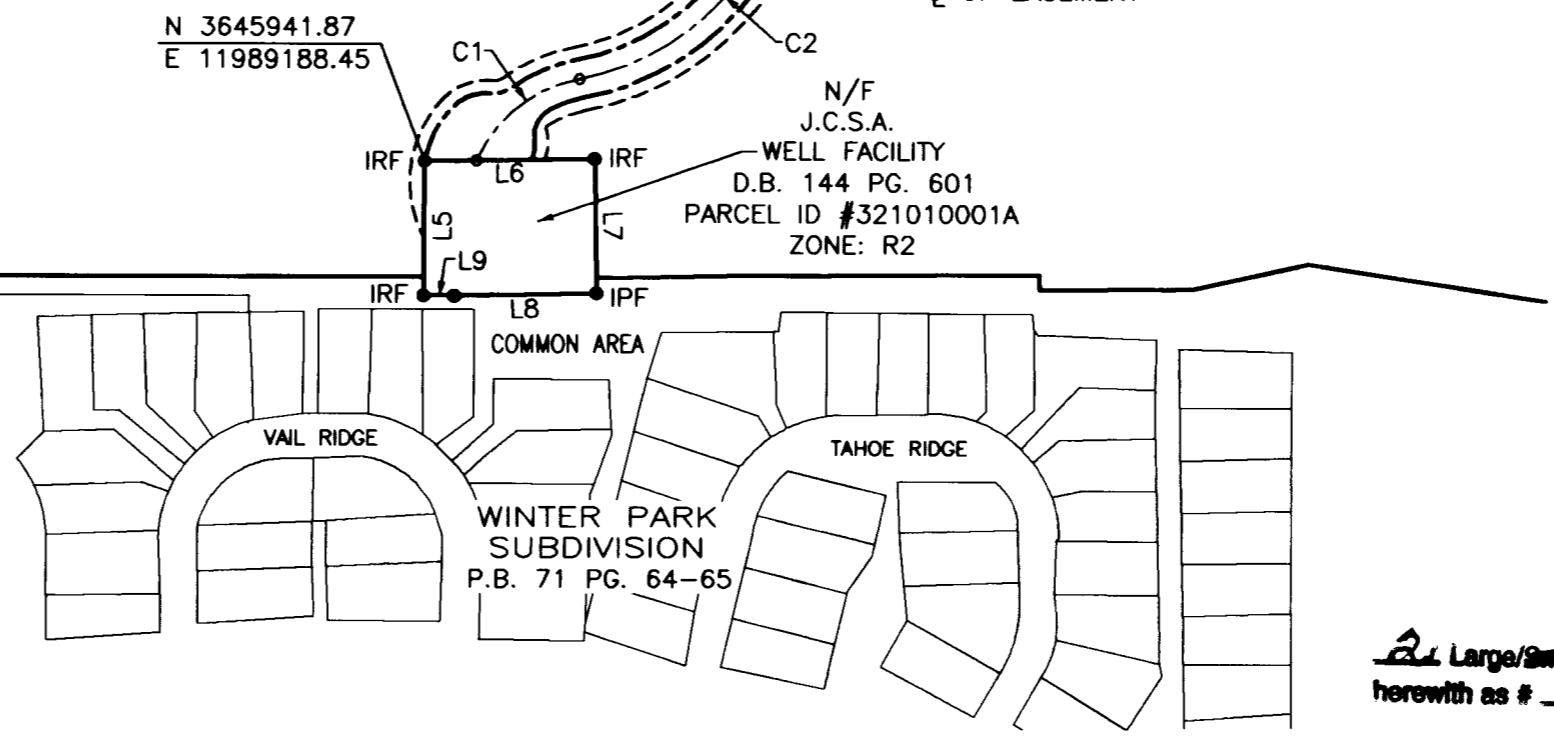 OF EASEMENT
N 3645941.87
E 11989188.45
C1
C2
N/F
J.C.S.A.
WELL FACILITY
D.B. 144 PG. 601
PARCEL ID #321010001A
ZONE: R2
IRF
IRF
L6
L5
L7
L9
IRF
L8
IPF
COMMON AREA
VAIL RIDGE
TAHOE RIDGE
WINTER PARK
SUBDIVISION
P.B. 71 PG. 64-65
Large/
herewith as #